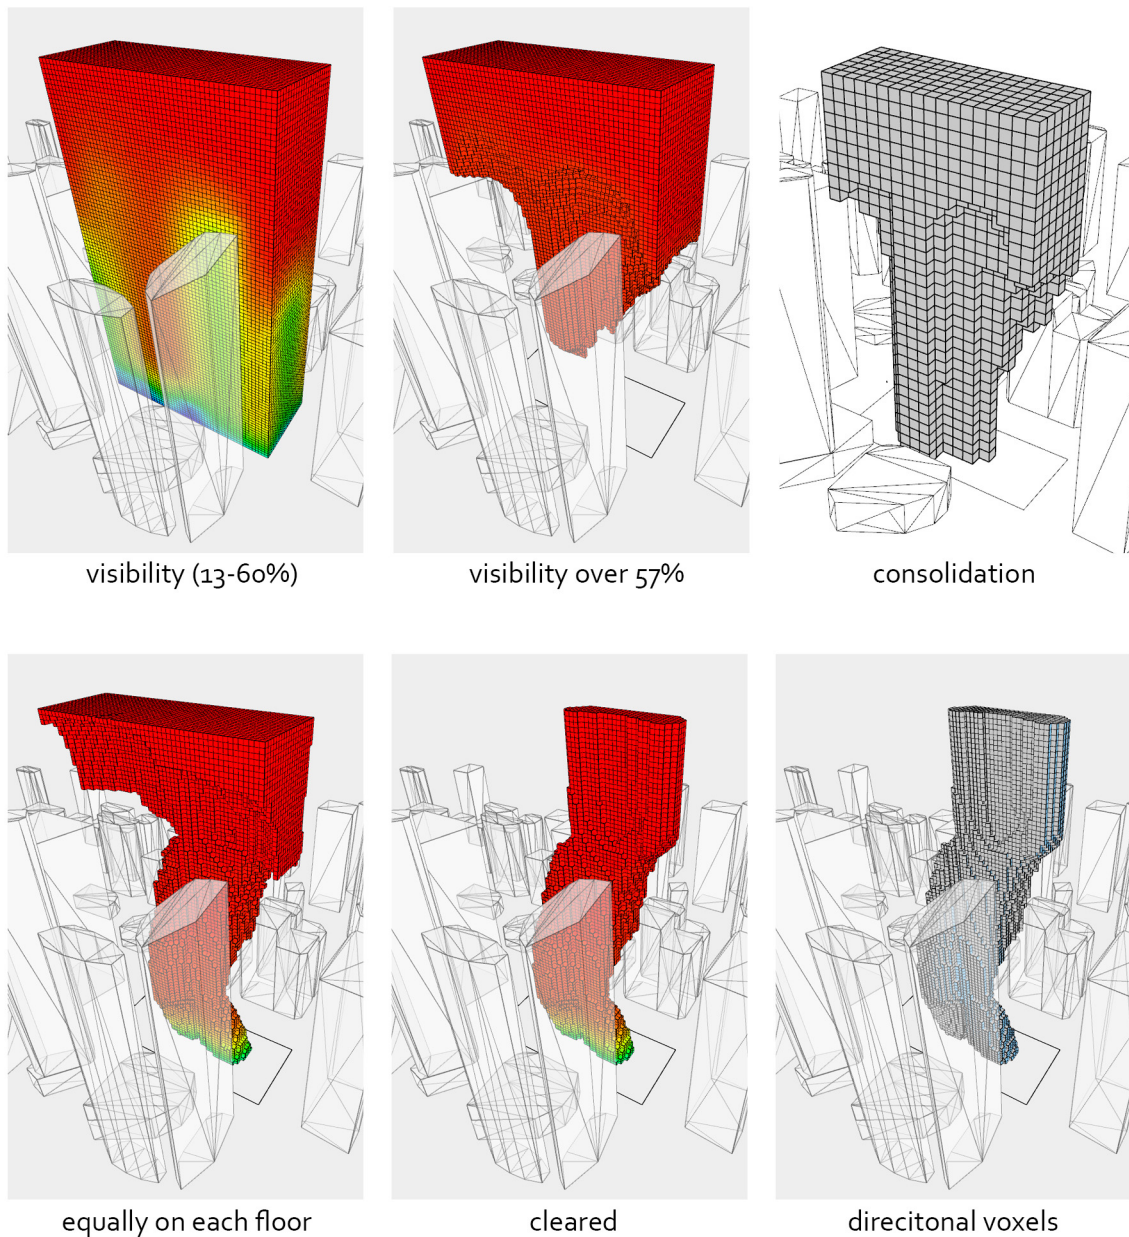 visibility (13-60%)
visibility over 57%
consolidation
equally on each floor
cleared
direcitonal voxels